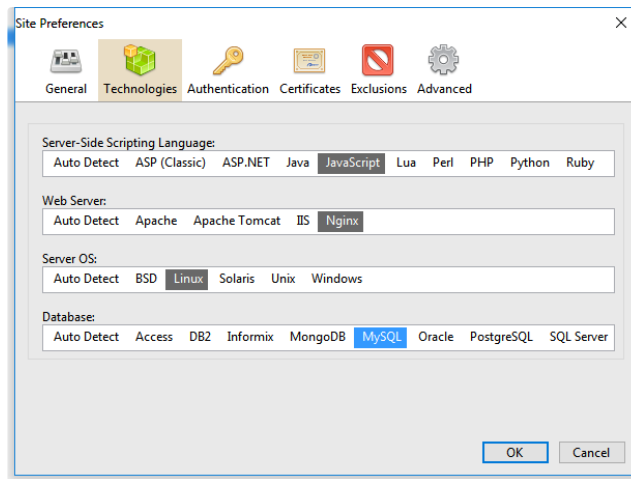 Site Preferences
General Technologies Authentication Certificates Exclusions Advanced
Server-Side Scripting Language:
Auto Detect ASP (Classic) ASP.NET Java JavaScript Lua Perl PHP Python Ruby
Web Server:
Auto Detect Apache Apache Tomcat IIS Nginx
Server OS:
Auto Detect BSD Linux Solaris Unix Windows
Database:
Auto Detect Access DB2 Informix MongoDB MySQL Oracle PostgreSQL SQL Server
OK Cancel